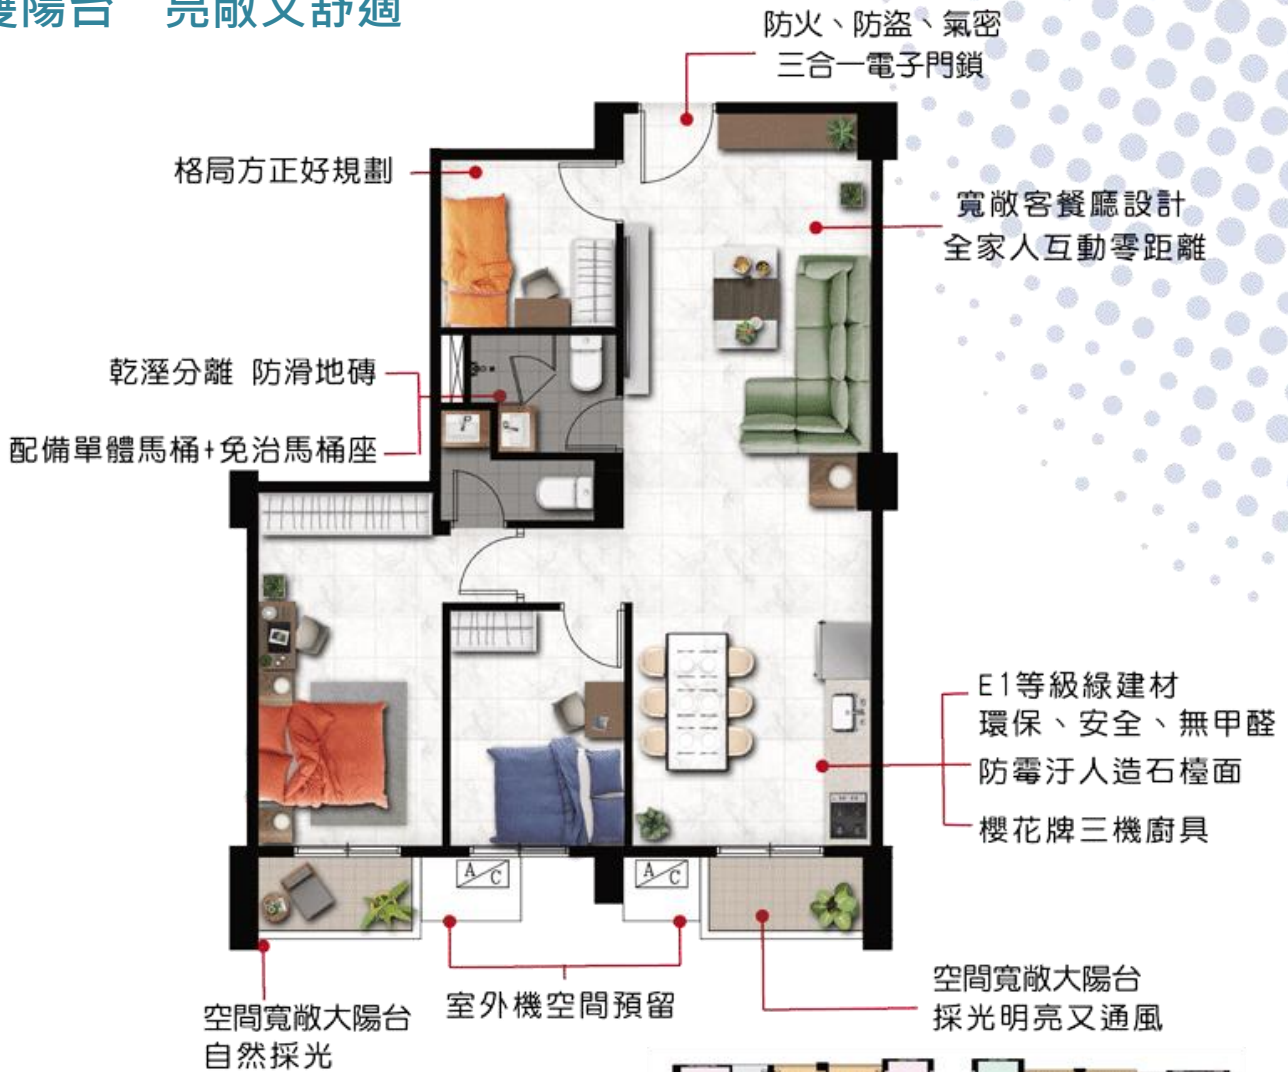 雙陽台　亮敞又舒適
防火、防盜、氣密
三合一電子門鎖
格局方正好規劃
寬敞客餐廳設計
全家人互動零距離
乾溼分離 防滑地磚
配備單體馬桶+免治馬桶座
E1等級綠建材
環保、安全、無甲醛
防霉汙人造石檯面
櫻花牌三機廚具
A/C
A/C
空間寬敞大陽台
自然採光
室外機空間預留
空間寬敞大陽台
採光明亮又通風